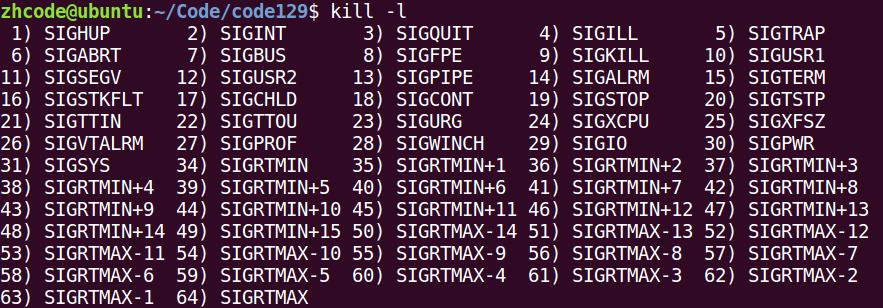 zhcode@ubuntu:~/Code/code129$ kill -l
 1) SIGHUP       2) SIGINT       3) SIGQUIT      4) SIGILL       5) SIGTRAP
 6) SIGABRT      7) SIGBUS       8) SIGFPE       9) SIGKILL     10) SIGUSR1
11) SIGSEGV     12) SIGUSR2     13) SIGPIPE     14) SIGALRM     15) SIGTERM
16) SIGSTKFLT   17) SIGCHLD     18) SIGCONT     19) SIGSTOP     20) SIGTSTP
21) SIGTTIN     22) SIGTTOU     23) SIGURG      24) SIGXCPU     25) SIGXFSZ
26) SIGVTALRM   27) SIGPROF     28) SIGWINCH    29) SIGIO       30) SIGPWR
31) SIGSYS      34) SIGRTMIN    35) SIGRTMIN+1  36) SIGRTMIN+2  37) SIGRTMIN+3
38) SIGRTMIN+4  39) SIGRTMIN+5  40) SIGRTMIN+6  41) SIGRTMIN+7  42) SIGRTMIN+8
43) SIGRTMIN+9  44) SIGRTMIN+10 45) SIGRTMIN+11 46) SIGRTMIN+12 47) SIGRTMIN+13
48) SIGRTMIN+14 49) SIGRTMIN+15 50) SIGRTMAX-14 51) SIGRTMAX-13 52) SIGRTMAX-12
53) SIGRTMAX-11 54) SIGRTMAX-10 55) SIGRTMAX-9  56) SIGRTMAX-8  57) SIGRTMAX-7
58) SIGRTMAX-6  59) SIGRTMAX-5  60) SIGRTMAX-4  61) SIGRTMAX-3  62) SIGRTMAX-2
63) SIGRTMAX-1  64) SIGRTMAX